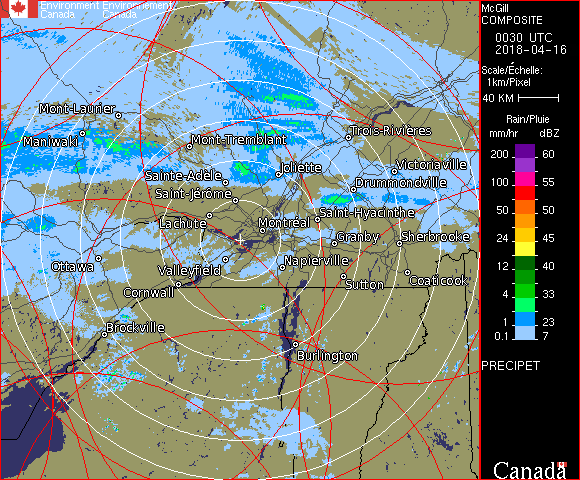 Environment Environnement
Canada Canada
McGill
COMPOSITE
0030 UTC
2018-04-16
Scale/Échelle:
1km/Pixel
40 KM
Rain/Pluie
mm/hr dBZ
200 60
100 55
50 50
24 45
12 40
4 33
1 23
0.1 7
PRECIPET
Canada
Mont-Laurier
Maniwaki
Mont-Tremblant
Trois-Rivières
Victoriaville
Joliette
Sainte-Adèle
Drummondville
Saint-Jérôme
Saint-Hyacinthe
Lachute
Montréal
Granby
Sherbrooke
Ottawa
Valleyfield
Napierville
Sutton
Coaticook
Cornwall
Brockville
Burlington